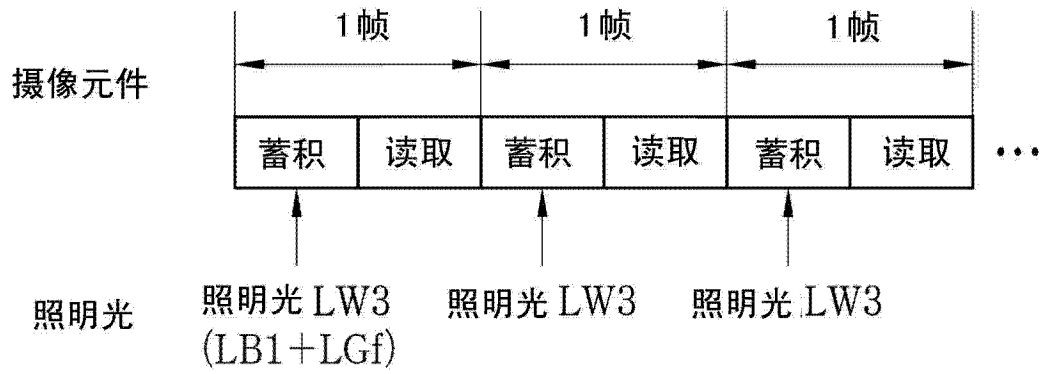 1帧 1帧 1帧
摄像元件
蓄积 读取 蓄积 读取 蓄积 读取 …
照明光 照明光 LW3 照明光 LW3 照明光 LW3
(LB1+LGf)